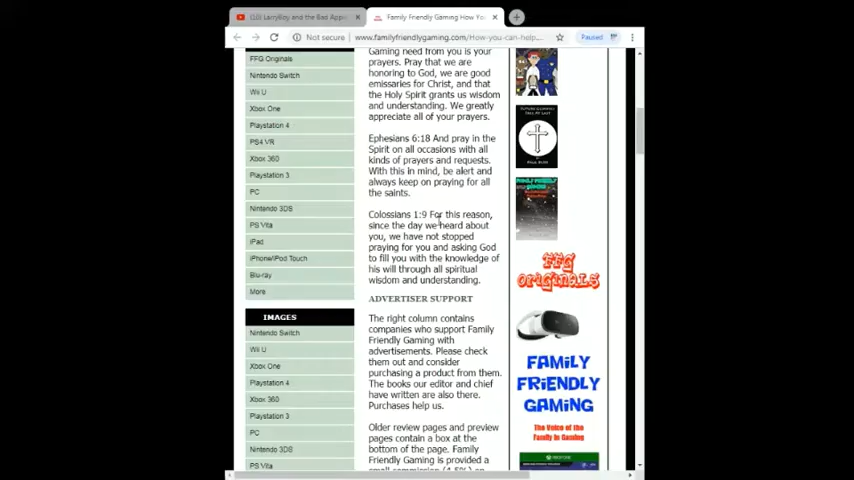 LarryBoy and the Bad Apple
Family Friendly Gaming How Yo
Not secure
www.familyfriendlygaming.com/How-you-can-help...
Paused
FFG Originals
Nintendo Switch
Wii U
Xbox One
Playstation 4
PS4 VR
Xbox 360
Playstation 3
PC
Nintendo 3DS
PS Vita
iPad
iPhone/iPod Touch
Blu-ray
More
IMAGES
Nintendo Switch
Wii U
Xbox One
Playstation 4
Xbox 360
Playstation 3
PC
Nintendo 3DS
PS Vita
Gaming need from you is your
prayers. Pray that we are
honoring to God, we are good
emissaries for Christ, and that
the Holy Spirit grants us wisdom
and understanding. We greatly
appreciate all of your prayers.
Ephesians 6:18 And pray in the
Spirit on all occasions with all
kinds of prayers and requests.
With this in mind, be alert and
always keep on praying for all
the saints.
Colossians 1:9 For this reason,
since the day we heard about
you, we have not stopped
praying for you and asking God
to fill you with the knowledge of
his will through all spiritual
wisdom and understanding.
ADVERTISER SUPPORT
The right column contains
companies who support Family
Friendly Gaming with
advertisements. Please check
them out and consider
purchasing a product from them.
The books our editor and chief
have written are also there.
Purchases help us.
Older review pages and preview
pages contain a box at the
bottom of the page. Family
Friendly Gaming is provided a
small commission (4.5%) on
FFG
ORIGINALS
FAMILY
FRIENDLY
GAMING
The Voice of the
Family in Gaming
XBOX ONE